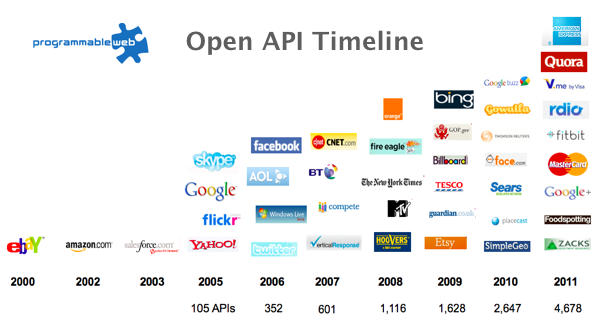 programmableweb
Open API Timeline
AMERICAN EXPRESS
Quora
V.me by Visa
rdio
fitbit
MasterCard
Google+
Foodspotting
ZACKS
Google buzz
Gowalla
THOMSON REUTERS
face.com
Sears
placecast
SimpleGeo
bing
GOP.gov
Billboard
TESCO
guardian.co.uk
Etsy
orange
fire eagle
The New York Times
MTV
HOOVERS
facebook
AOL
Windows Live
twitter
cnet CNET.com
BT
compete
VerticalResponse
skype
Google
flickr
YAHOO!
ebY
amazon.com
salesforce.com
2000
2002
2003
2005
2006
2007
2008
2009
2010
2011
105 APIs
352
601
1,116
1,628
2,647
4,678